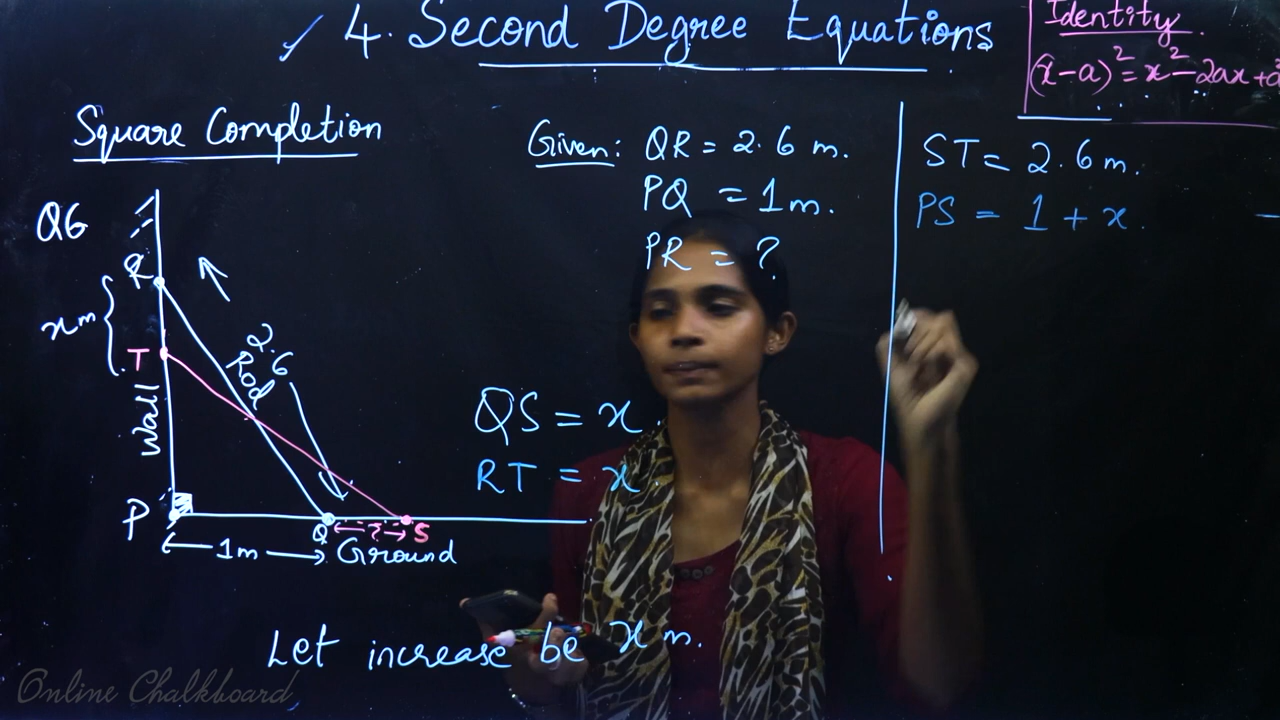 4. Second Degree Equations
Identity
(x-a)² = x² - 2ax + a²
Square Completion
Given: QR = 2.6 m.
PQ = 1m.
PR = ?
ST = 2.6 m.
PS = 1 + x.
Q6
R
x m
T
2.6
Rod
Wall
QS = x
RT = x
P
Q
?
S
1m
Ground
Let increase be x m.
Online Chalkboard